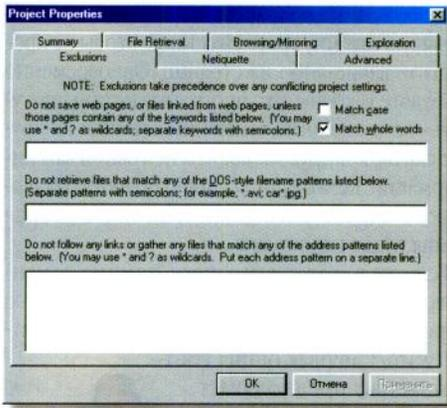 Project Properties
Summary
File Retrieval
Browsing/Mirroring
Exploration
Exclusions
Netiquette
Advanced
NOTE: Exclusions take precedence over any conflicting project settings.
Do not save web pages, or files linked from web pages, unless
those pages contain any of the keywords listed below. (You may
use * and ? as wildcards; separate keywords with semicolons.)
Match case
Match whole words
Do not retrieve files that match any of the DOS-style filename patterns listed below.
(Separate patterns with semicolons; for example, *.avi; car*.jpg.)
Do not follow any links or gather any files that match any of the address patterns listed
below. (You may use * and ? as wildcards. Put each address pattern on a separate line.)
OK
Отмена
Применить